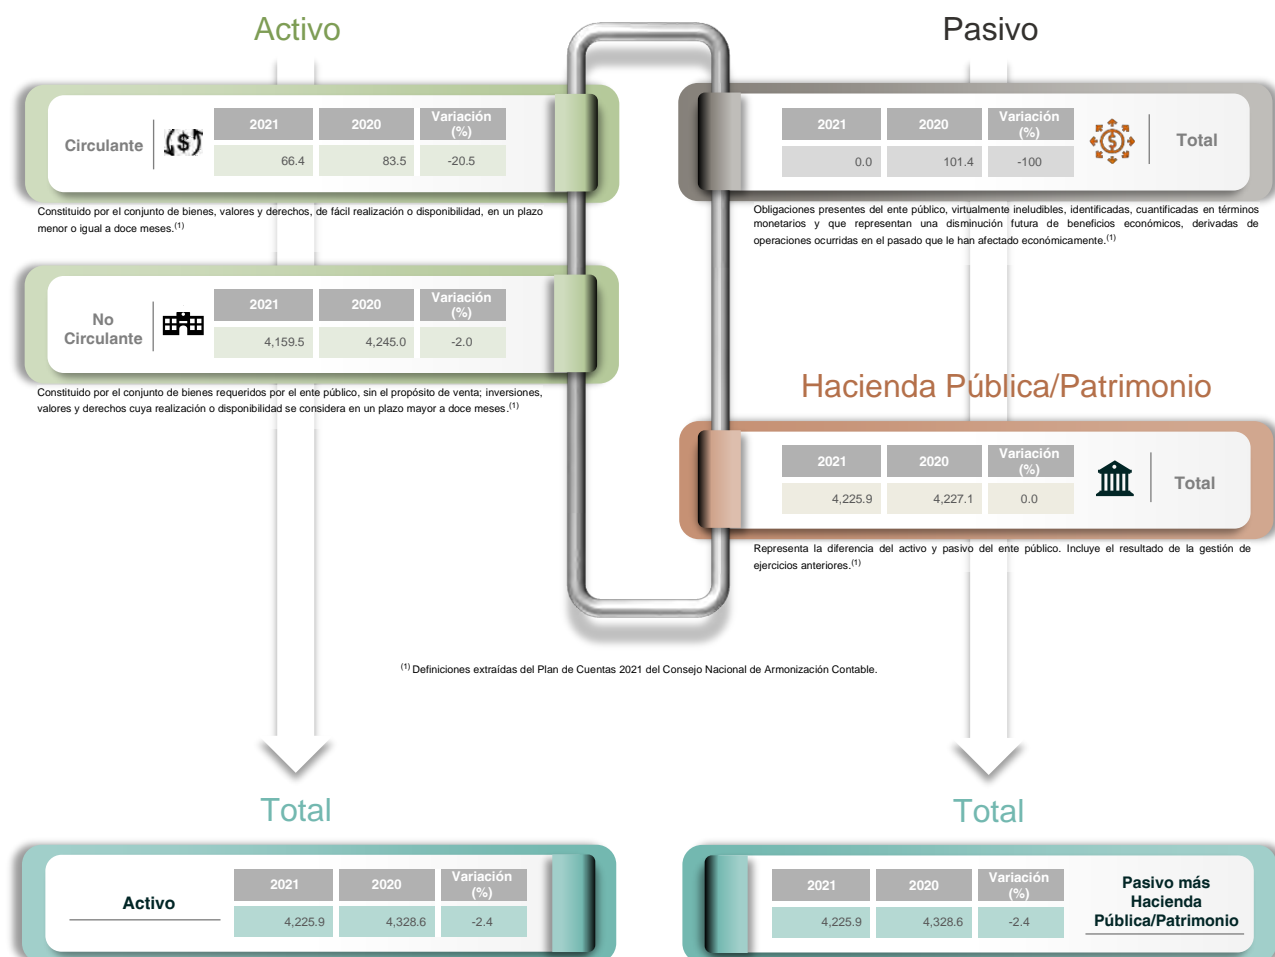 Activo
Circulante
2021 2020 Variación (%)
66.4 83.5 -20.5
Constituido por el conjunto de bienes, valores y derechos, de fácil realización o disponibilidad, en un plazo
menor o igual a doce meses.(1)
No
Circulante
2021 2020 Variación (%)
4,159.5 4,245.0 -2.0
Constituido por el conjunto de bienes requeridos por el ente público, sin el propósito de venta; inversiones,
valores y derechos cuya realización o disponibilidad se considera en un plazo mayor a doce meses.(1)
Pasivo
2021 2020 Variación (%)
0.0 101.4 -100
Total
Obligaciones presentes del ente público, virtualmente ineludibles, identificadas, cuantificadas en términos
monetarios y que representan una disminución futura de beneficios económicos, derivadas de
operaciones ocurridas en el pasado que le han afectado económicamente.(1)
Hacienda Pública/Patrimonio
2021 2020 Variación (%)
4,225.9 4,227.1 0.0
Total
Representa la diferencia del activo y pasivo del ente público. Incluye el resultado de la gestión de
ejercicios anteriores.(1)
(1) Definiciones extraídas del Plan de Cuentas 2021 del Consejo Nacional de Armonización Contable.
Total
Activo
2021 2020 Variación (%)
4,225.9 4,328.6 -2.4
Total
2021 2020 Variación (%)
4,225.9 4,328.6 -2.4
Pasivo más
Hacienda
Pública/Patrimonio